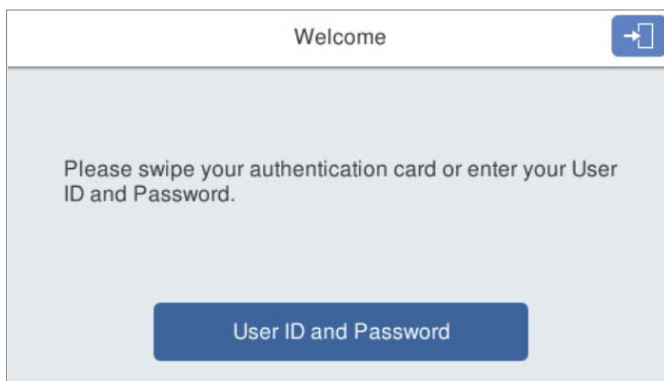 Welcome
Please swipe your authentication card or enter your User
ID and Password.
User ID and Password